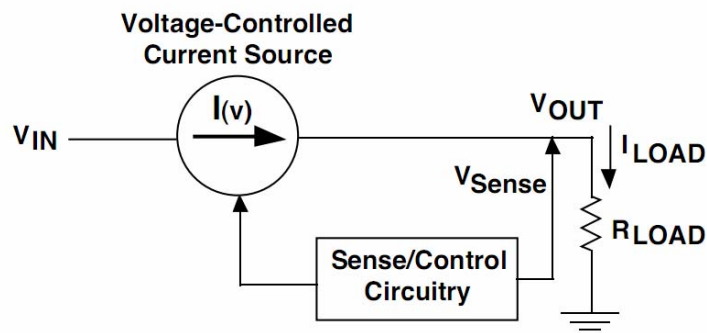 Voltage-Controlled
Current Source
I(v)
VIN
VOUT
ILOAD
VSense
RLOAD
Sense/Control
Circuitry